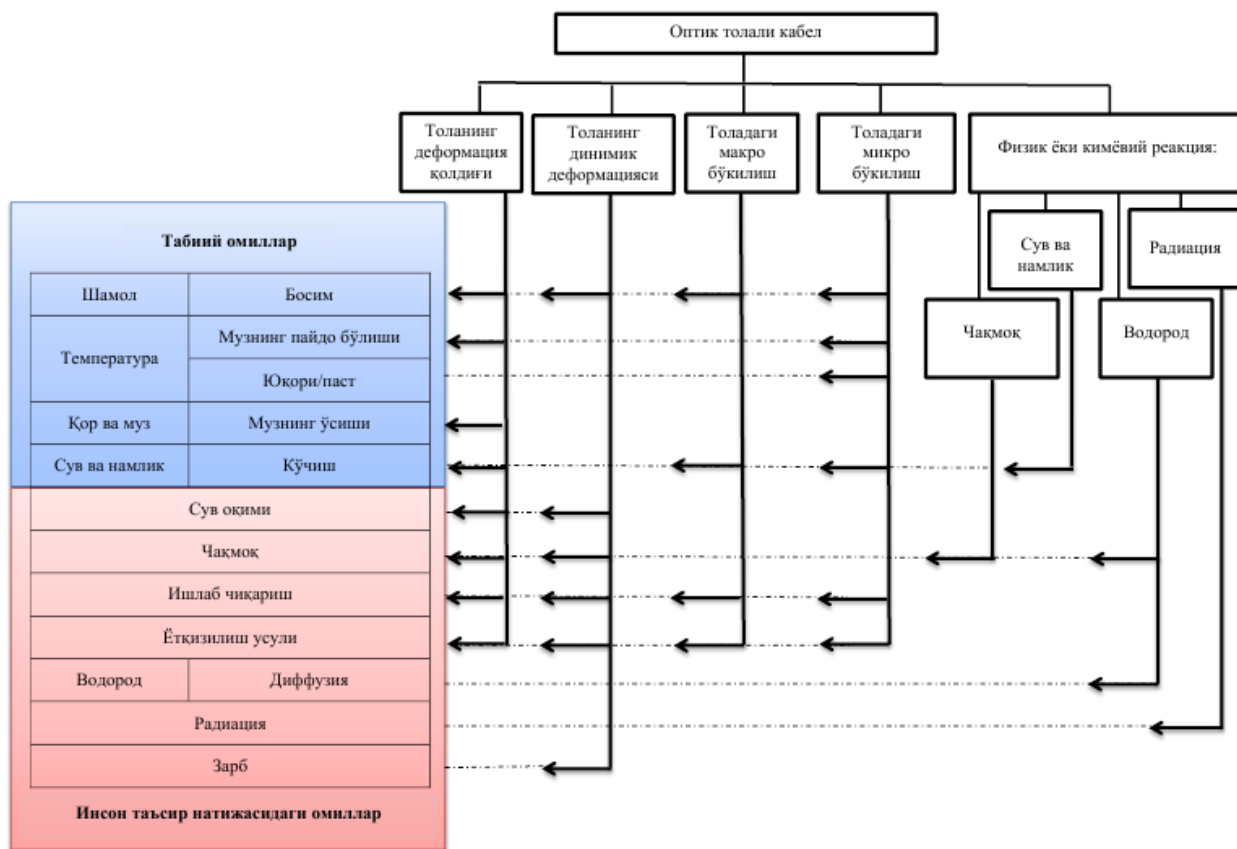 Оптик толали кабел
Толанинг
деформация
қолдиғи
Толанинг
динимик
деформацияси
Толадаги
макро
бўкилиш
Толадаги
микро
бўкилиш
Физик ёки кимёвий реакция:
Сув ва
намлик
Радиация
Чақмоқ
Водород
Табиий омиллар
Шамол
Босим
Температура
Музнинг пайдо бўлиши
Юқори/паст
Қор ва муз
Музнинг ўсиши
Сув ва намлик
Кўчиш
Сув оқими
Чақмоқ
Ишлаб чиқариш
Ётқизилиш усули
Водород
Диффузия
Радиация
Зарб
Инсон таъсир натижасидаги омиллар